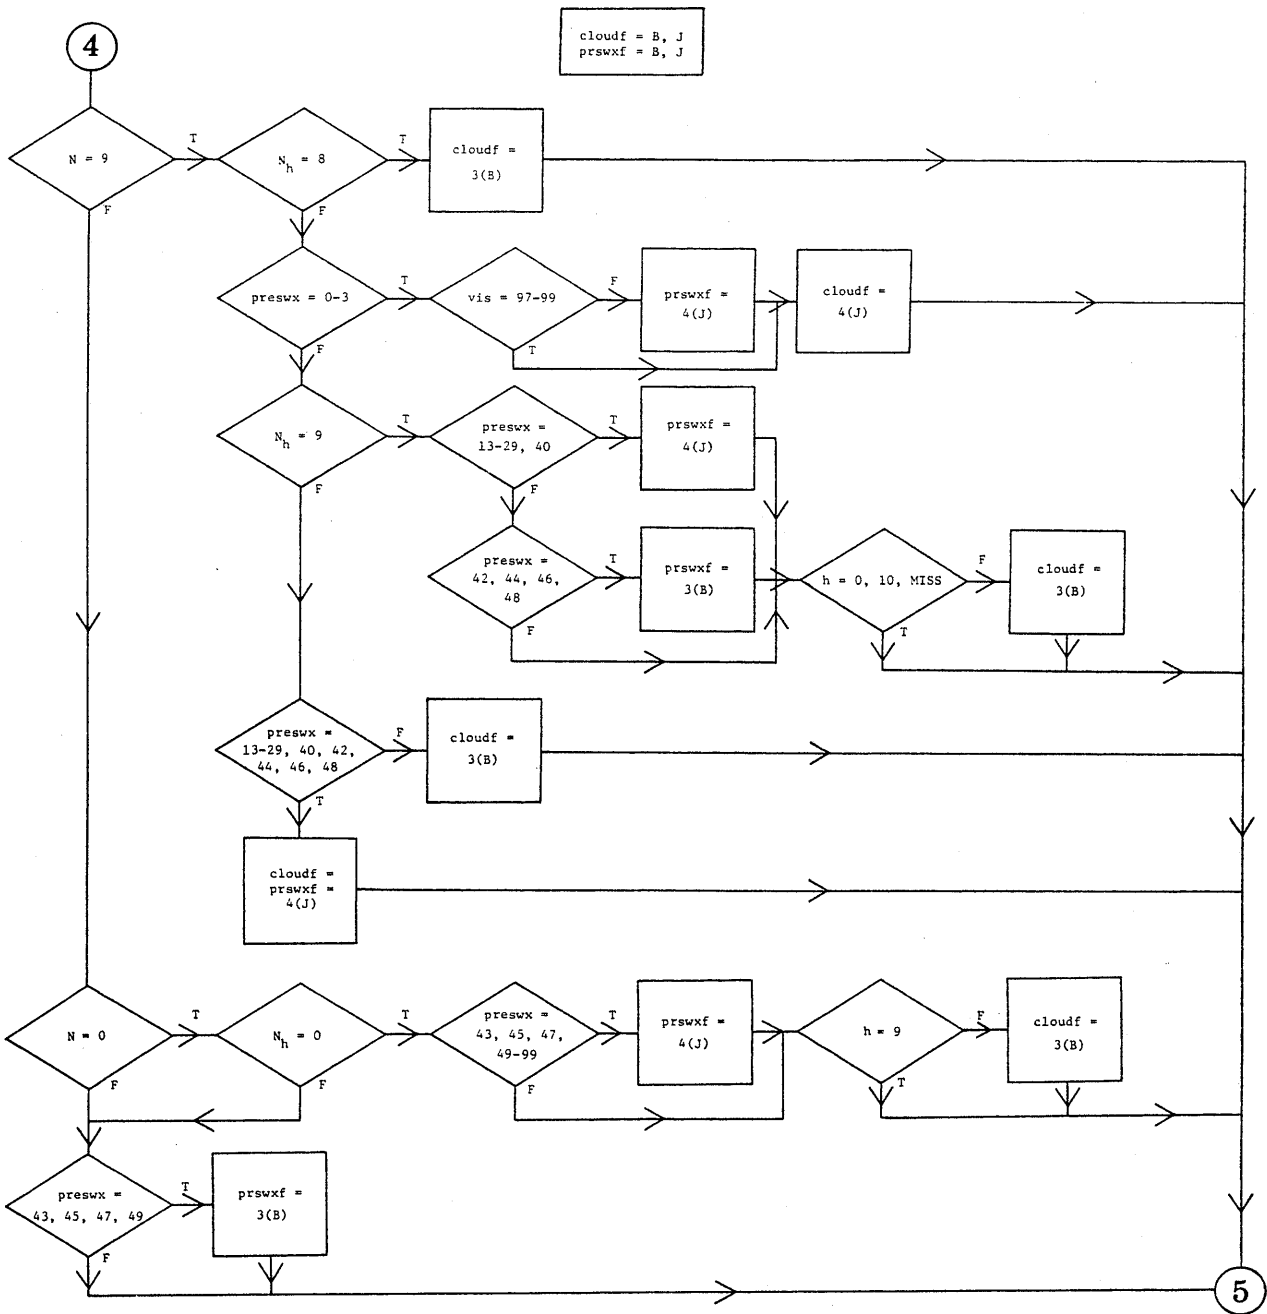 4
cloudf = B, J
prswxf = B, J
N = 9
T
N_h = 8
T
cloudf =
3(B)
F
F
preswx = 0-3
T
vis = 97-99
F
prswxf =
4(J)
cloudf =
4(J)
F
T
N_h = 9
T
preswx =
13-29, 40
T
prswxf =
4(J)
F
F
preswx =
42, 44, 46,
48
T
prswxf =
3(B)
h = 0, 10, MISS
F
cloudf =
3(B)
F
T
preswx =
13-29, 40, 42,
44, 46, 48
F
cloudf =
3(B)
T
cloudf =
prswxf =
4(J)
N = 0
T
N_h = 0
T
preswx =
43, 45, 47,
49-99
T
prswxf =
4(J)
h = 9
F
cloudf =
3(B)
F
F
F
T
preswx =
43, 45, 47, 49
T
prswxf =
3(B)
F
5